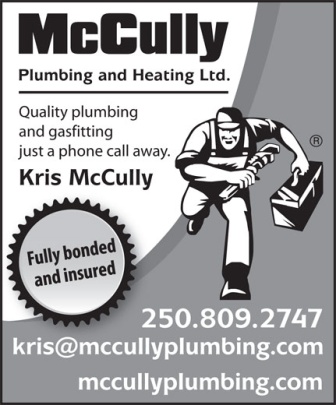 McCully
Plumbing and Heating Ltd.
Quality plumbing
and gasfitting
just a phone call away.
Kris McCully
®
Fully bonded
and insured
250.809.2747
kris@mccullyplumbing.com
mccullyplumbing.com